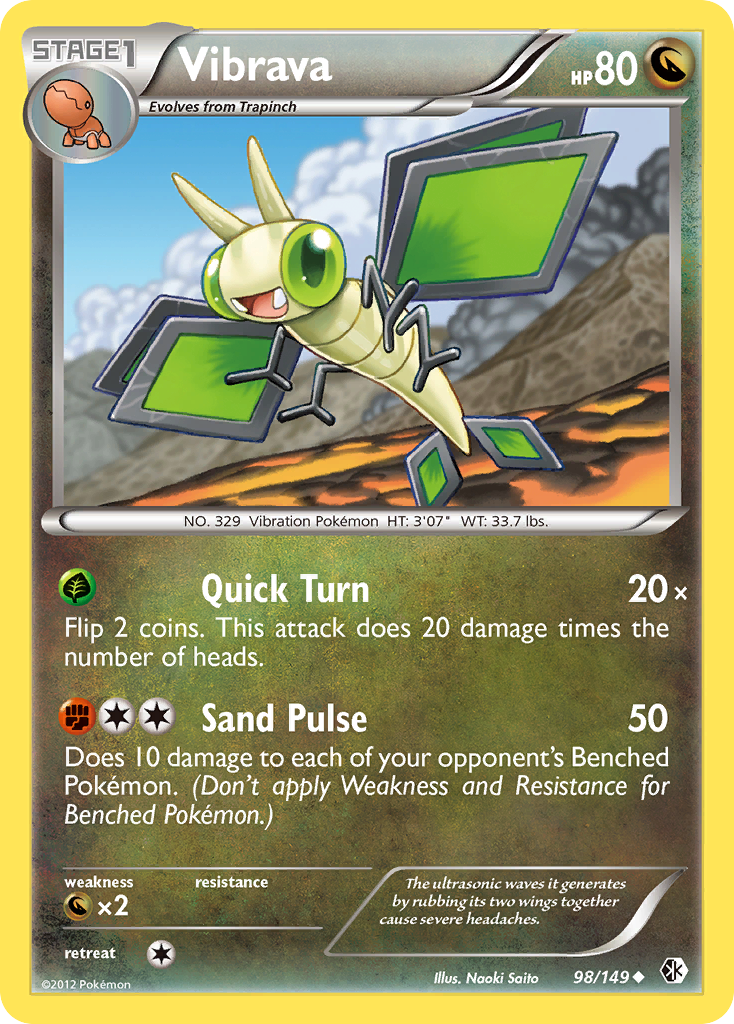 STAGE1
Vibrava
HP80
Evolves from Trapinch
NO. 329 Vibration Pokémon HT: 3'07" WT: 33.7 lbs.
Quick Turn 20×
Flip 2 coins. This attack does 20 damage times the
number of heads.
Sand Pulse 50
Does 10 damage to each of your opponent's Benched
Pokémon. (Don't apply Weakness and Resistance for
Benched Pokémon.)
weakness resistance
×2
The ultrasonic waves it generates
by rubbing its two wings together
cause severe headaches.
retreat
©2012 Pokémon
Illus. Naoki Saito
98/149